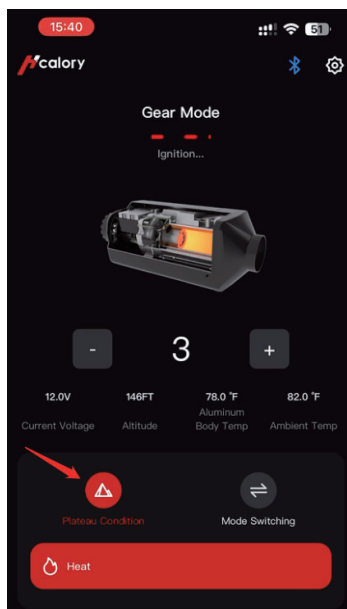 15:40
51
Hcalory
Gear Mode
Ignition...
- 3 +
12.0V 146FT 78.0 °F 82.0 °F
Current Voltage Altitude Aluminum Body Temp Ambient Temp
Plateau Condition Mode Switching
Heat